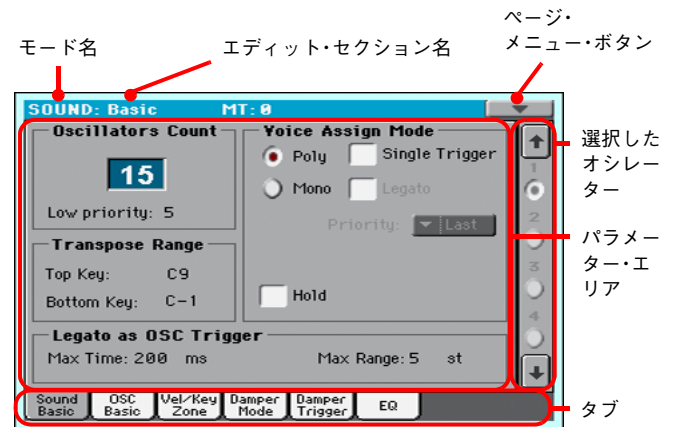 ページ・
メニュー・ボタン
モード名
エディット・セクション名
SOUND: Basic MT: 0
Oscillators Count
15
Low priority: 5
Transpose Range
Top Key: C9
Bottom Key: C-1
Voice Assign Mode
Poly Single Trigger
Mono Legato
Priority: Last
Hold
Legato as OSC Trigger
Max Time: 200 ms Max Range: 5 st
1
2
3
4
選択した
オシレー
ター
パラメー
ター・エ
リア
Sound Basic
OSC Basic
Vel/Key Zone
Damper Mode
Damper Trigger
EQ
タブ